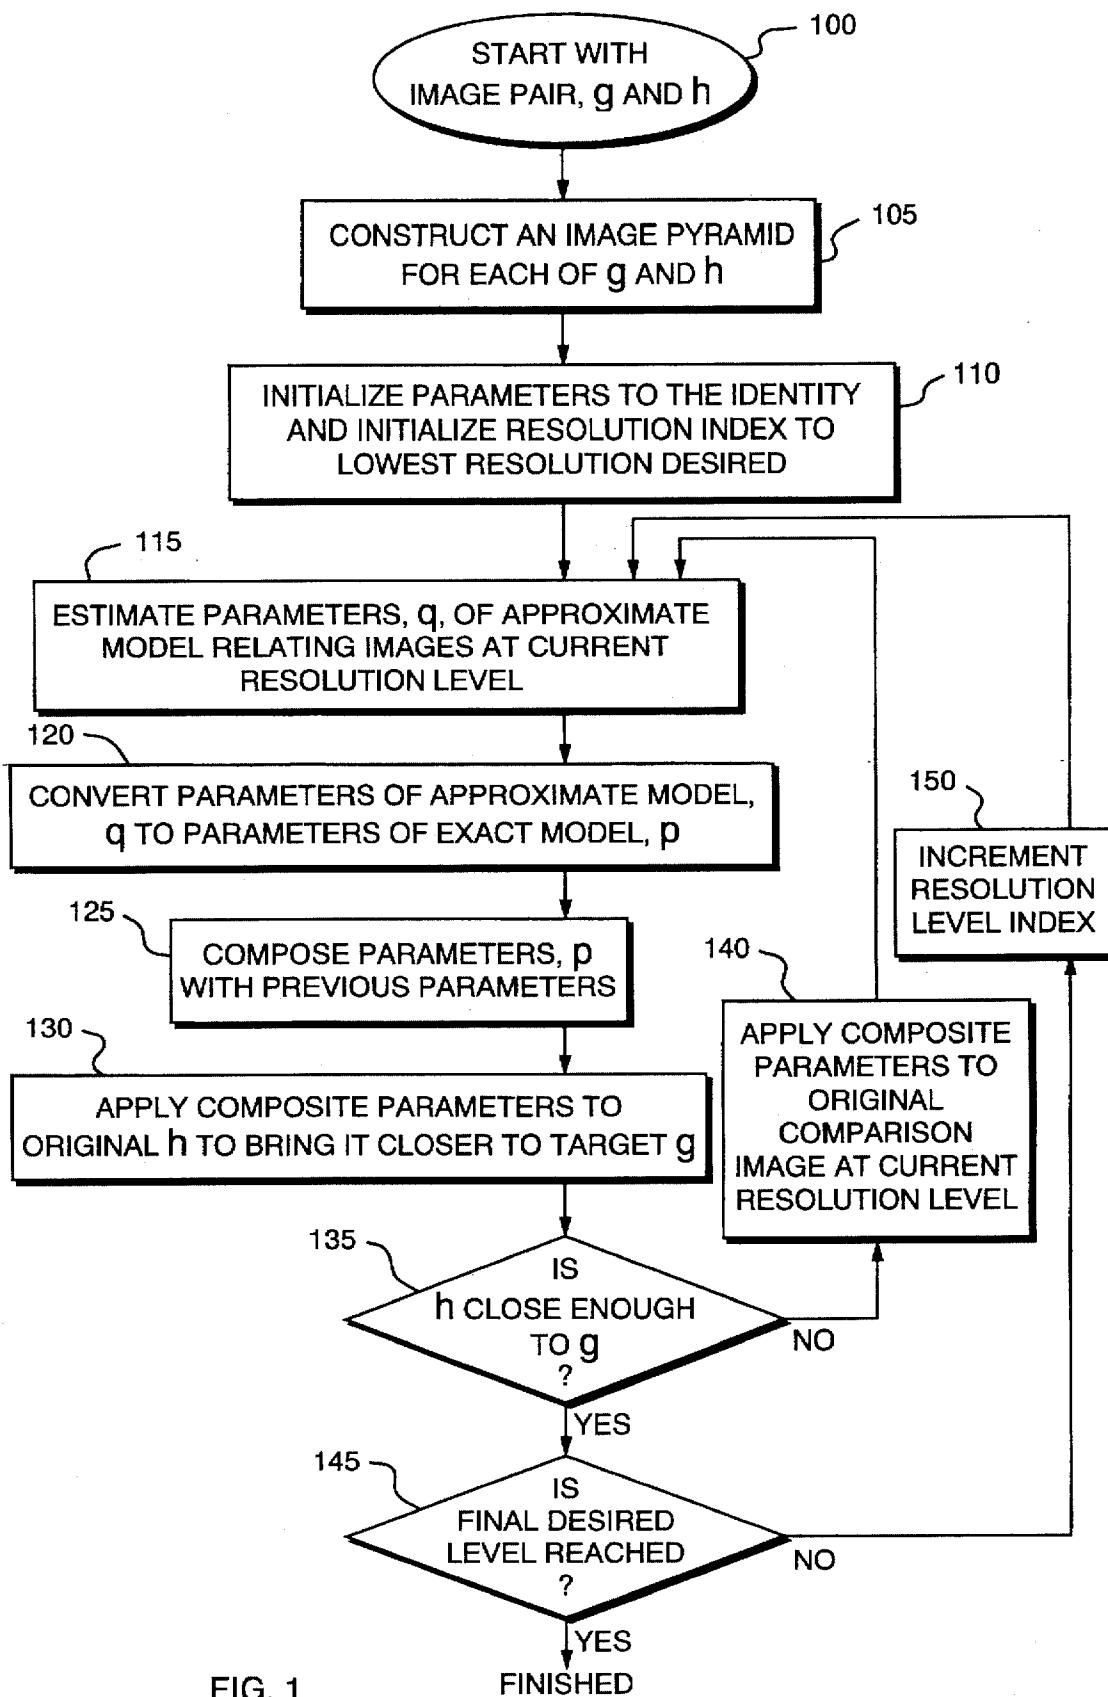 100
START WITH
IMAGE PAIR, g AND h
105
CONSTRUCT AN IMAGE PYRAMID
FOR EACH OF g AND h
110
INITIALIZE PARAMETERS TO THE IDENTITY
AND INITIALIZE RESOLUTION INDEX TO
LOWEST RESOLUTION DESIRED
115
ESTIMATE PARAMETERS, q, OF APPROXIMATE
MODEL RELATING IMAGES AT CURRENT
RESOLUTION LEVEL
120
CONVERT PARAMETERS OF APPROXIMATE MODEL,
q TO PARAMETERS OF EXACT MODEL, p
125
COMPOSE PARAMETERS, p
WITH PREVIOUS PARAMETERS
130
APPLY COMPOSITE PARAMETERS TO
ORIGINAL h TO BRING IT CLOSER TO TARGET g
135
IS
h CLOSE ENOUGH
TO g
?
NO
YES
140
APPLY COMPOSITE
PARAMETERS TO
ORIGINAL
COMPARISON
IMAGE AT CURRENT
RESOLUTION LEVEL
145
IS
FINAL DESIRED
LEVEL REACHED
?
NO
YES
150
INCREMENT
RESOLUTION
LEVEL INDEX
FINISHED
FIG. 1